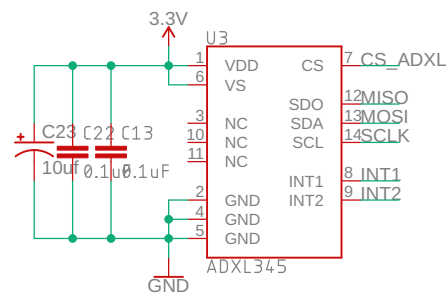 3.3V
U3
1 VDD CS 7 CS_ADXL
6 VS
SDO 12 MISO
3 NC SDA 13 MOSI
10 NC SCL 14 SCLK
11 NC
C23 C22 C13
10uf 0.1uF 0.1uF
INT1 8 INT1
2 GND INT2 9 INT2
4 GND
5 GND
ADXL345
GND